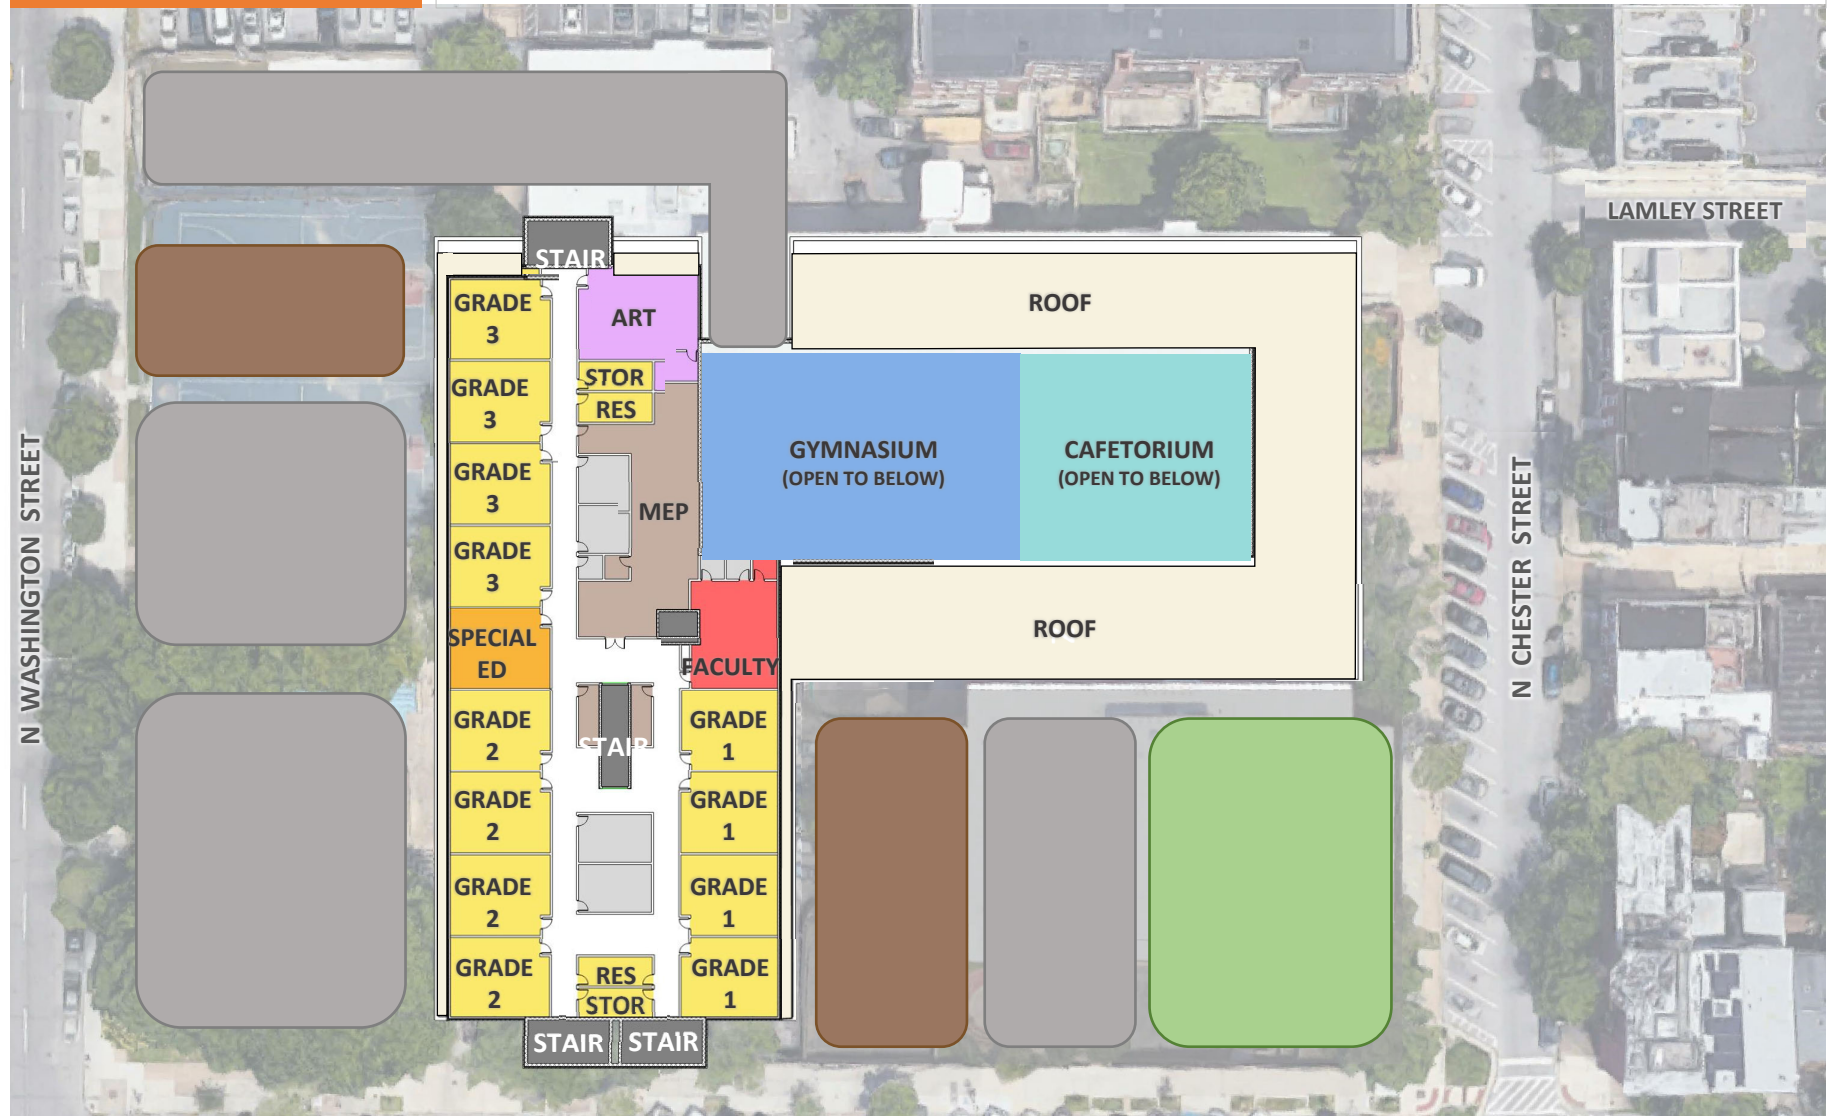 LAMLEY STREET
STAIR
GRADE
3
ART
ROOF
GRADE
3
STOR
RES
GYMNASIUM
(OPEN TO BELOW)
CAFETORIUM
(OPEN TO BELOW)
GRADE
3
MEP
GRADE
3
N WASHINGTON STREET
N CHESTER STREET
SPECIAL
ED
FACULTY
ROOF
GRADE
2
STAIR
GRADE
1
GRADE
2
GRADE
1
GRADE
2
GRADE
1
GRADE
2
RES
STOR
GRADE
1
STAIR
STAIR